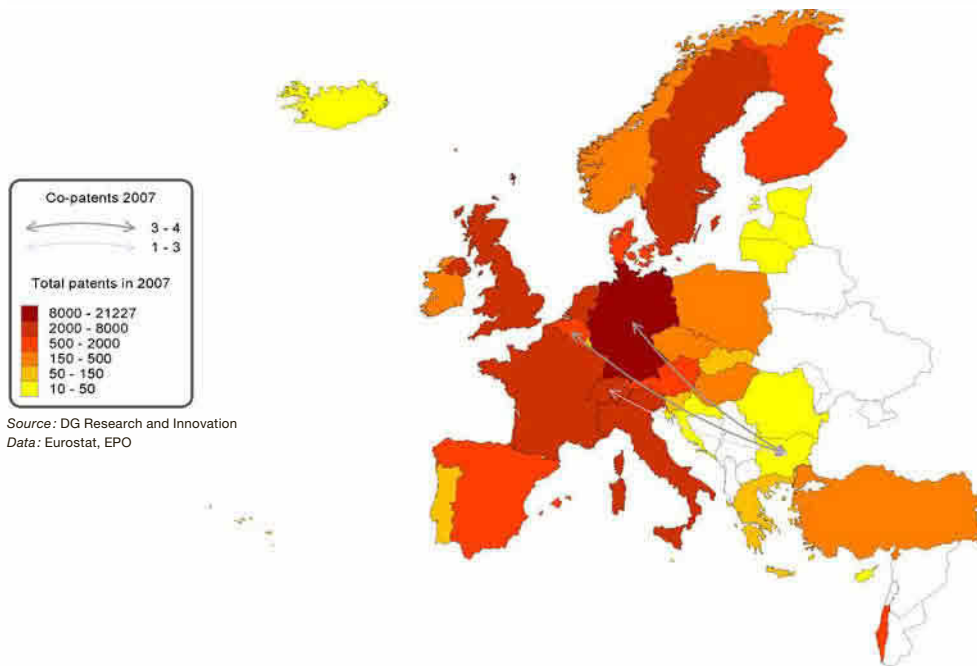 Co-patents 2007
3 - 4
1 - 3
Total patents in 2007
8000 - 21227
2000 - 8000
500 - 2000
150 - 500
50 - 150
10 - 50
Source: DG Research and Innovation
Data: Eurostat, EPO